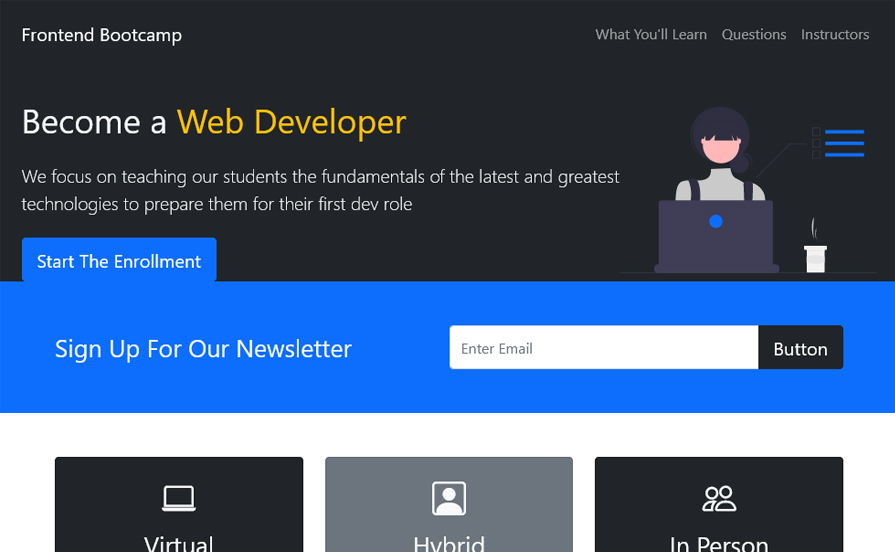 Frontend Bootcamp
What You'll Learn Questions Instructors
Become a Web Developer
We focus on teaching our students the fundamentals of the latest and greatest
technologies to prepare them for their first dev role
Start The Enrollment
Sign Up For Our Newsletter
Enter Email
Button
Virtual
Hybrid
In Person